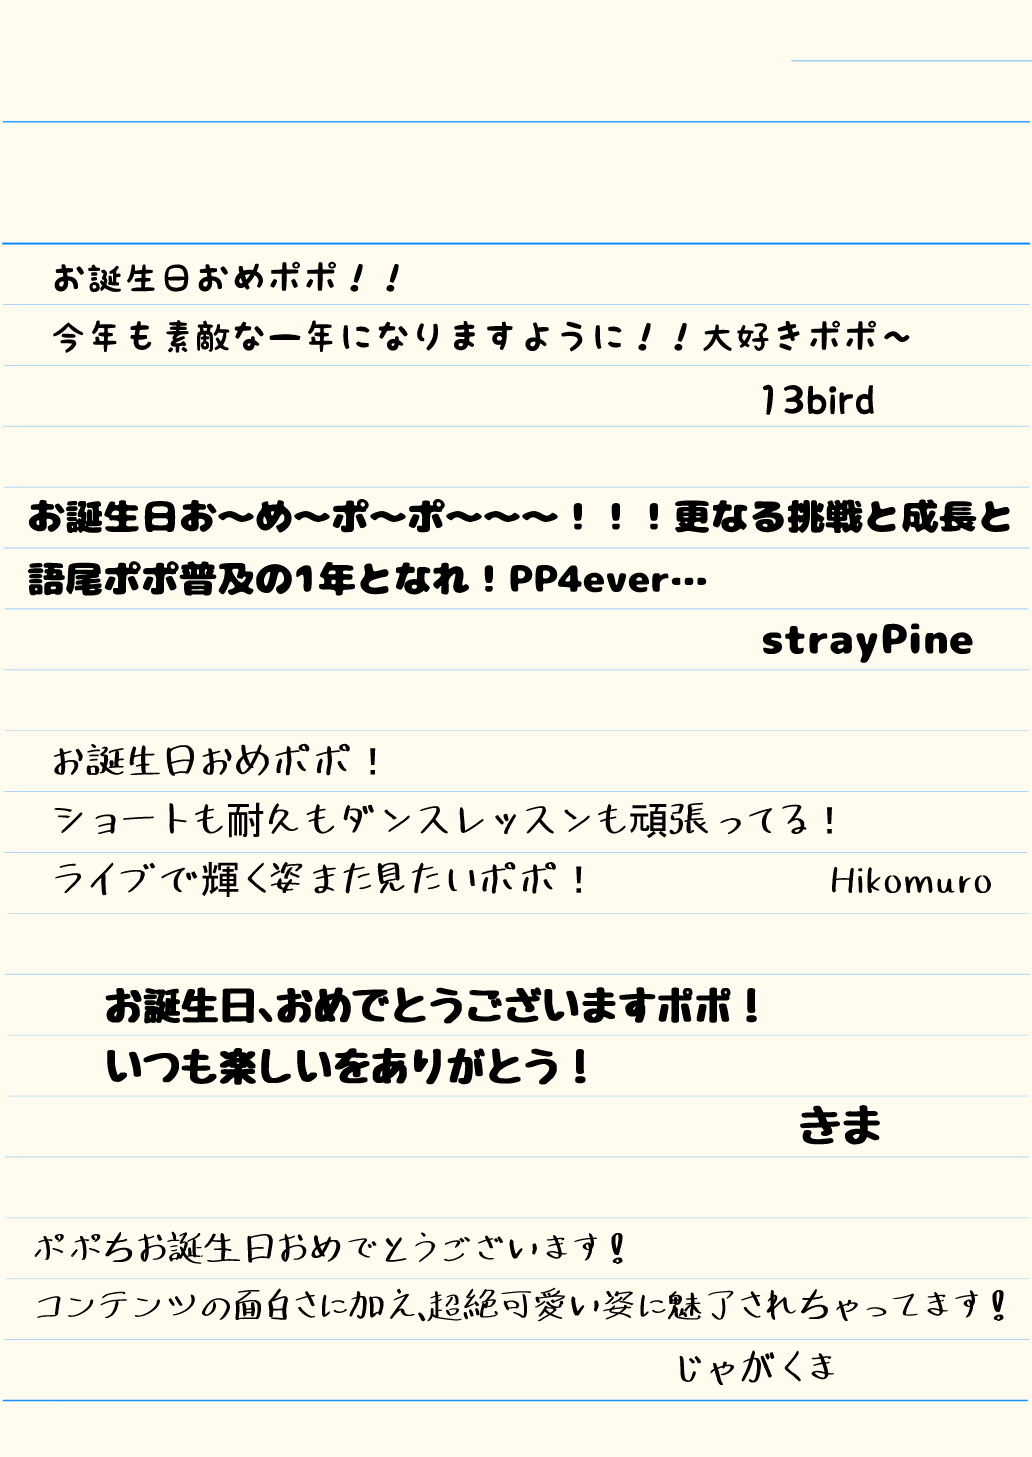 お誕生日おめポポ！！
今年も素敵な一年になりますように！！大好きポポ～
13bird
お誕生日お～め～ポ～ポ～～～！！！更なる挑戦と成長と
語尾ポポ普及の1年となれ！PP4ever…
strayPine
お誕生日おめポポ！
ショートも耐久もダンスレッスンも頑張ってる！
ライブで輝く姿また見たいポポ！ Hikomuro
お誕生日、おめでとうございますポポ！
いつも楽しいをありがとう！
きま
ポポちお誕生日おめでとうございます！
コンテンツの面白さに加え、超絶可愛い姿に魅了されちゃってます！
じゃがくま